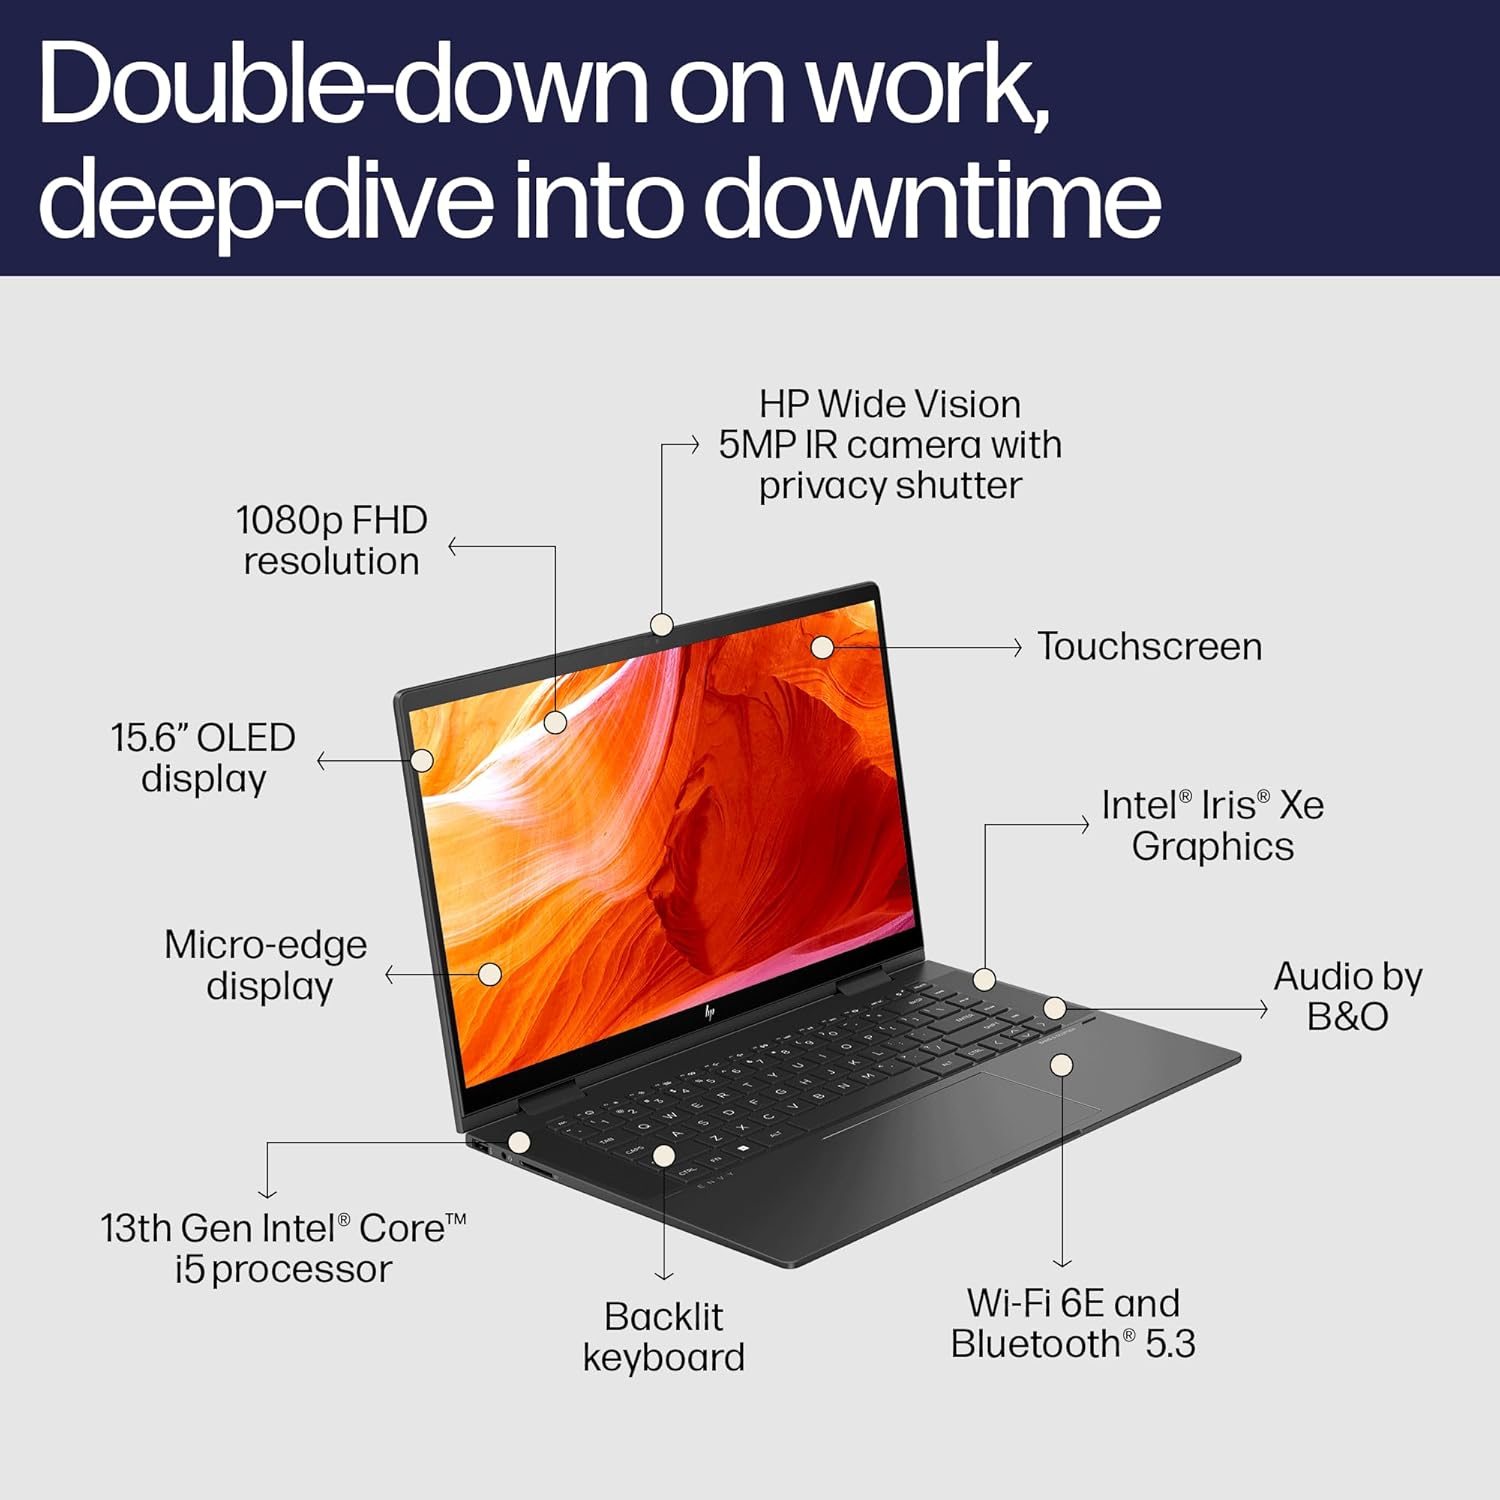 Double-down on work,
deep-dive into downtime
HP Wide Vision
5MP IR camera with
privacy shutter
1080p FHD
resolution
Touchscreen
15.6” OLED
display
Intel® Iris® Xe
Graphics
Micro-edge
display
Audio by
B&O
hp
ENVY
13th Gen Intel® Core™
i5 processor
Backlit
keyboard
Wi-Fi 6E and
Bluetooth® 5.3